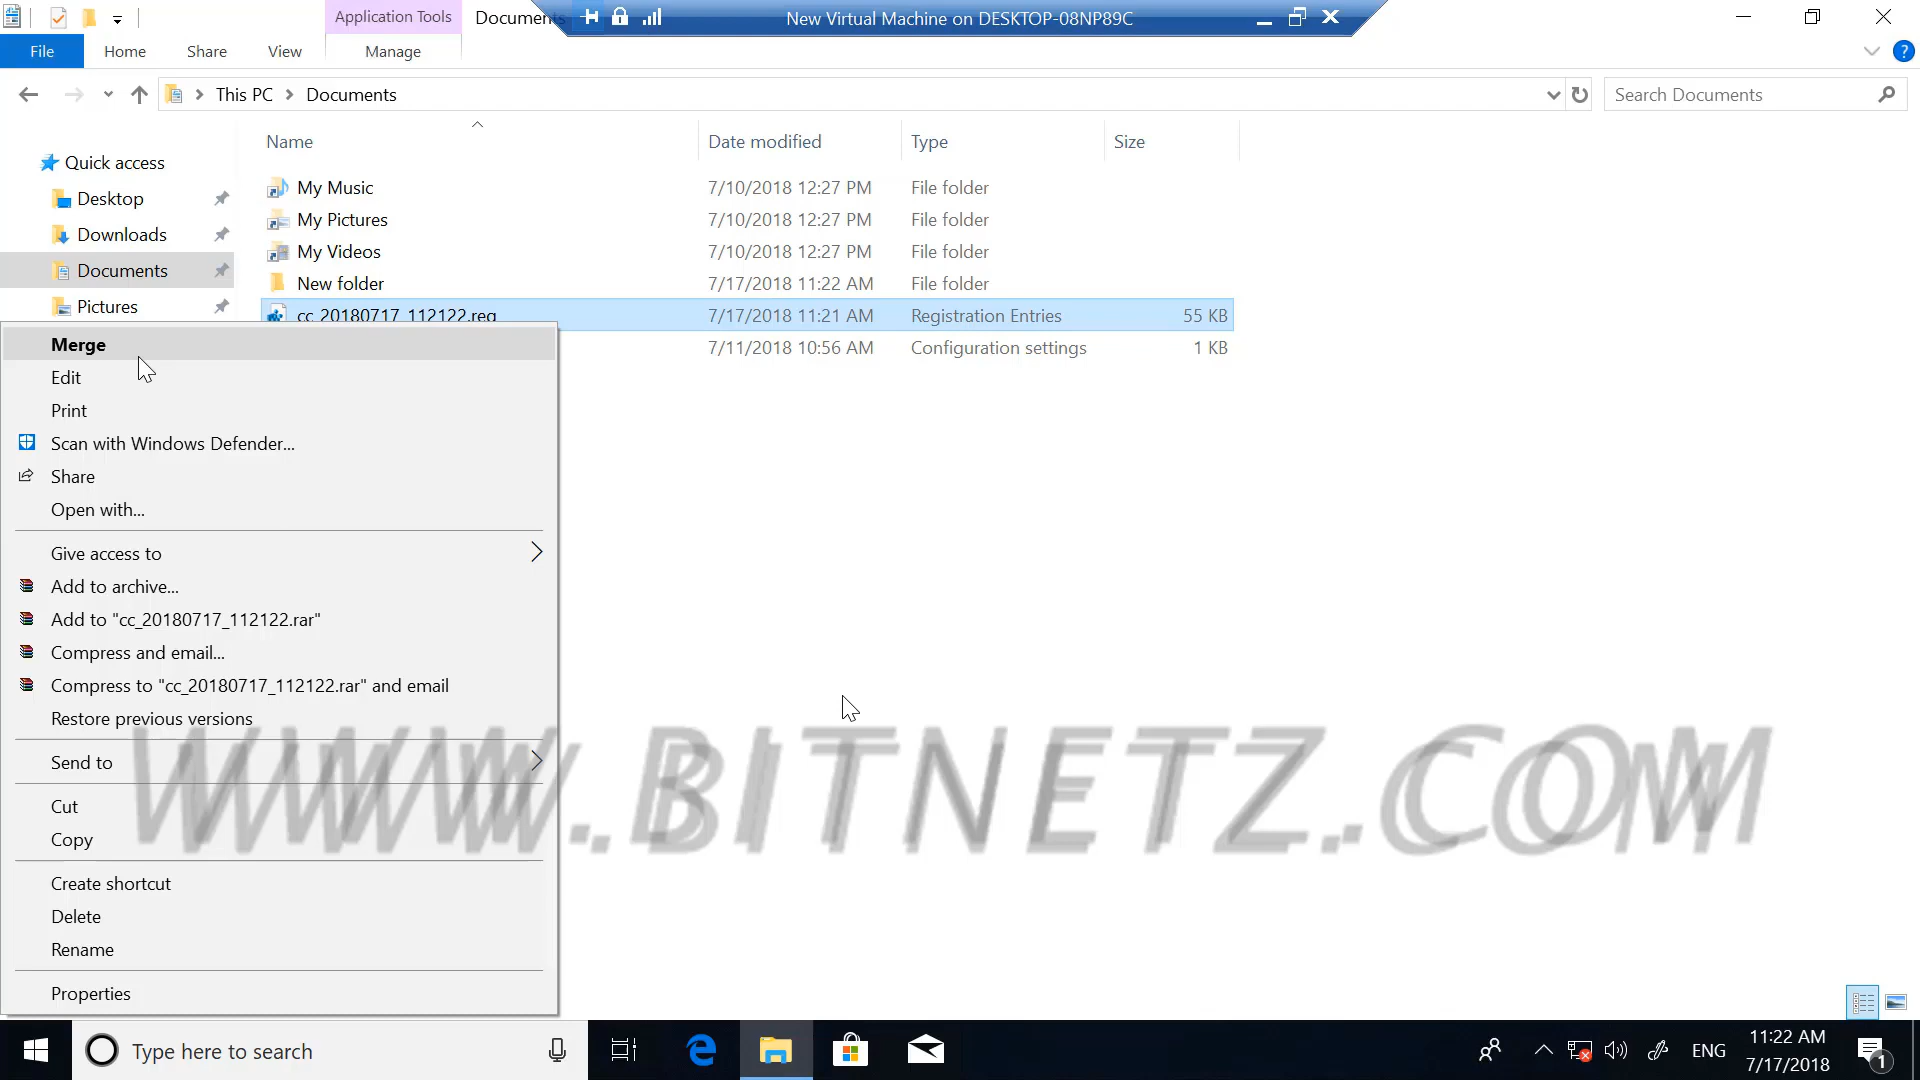 Application Tools
Documents
New Virtual Machine on DESKTOP-08NP89C
File
Home
Share
View
Manage
This PC
Documents
Search Documents
Name
Date modified
Type
Size
Quick access
Desktop
Downloads
Documents
Pictures
My Music 7/10/2018 12:27 PM File folder
My Pictures 7/10/2018 12:27 PM File folder
My Videos 7/10/2018 12:27 PM File folder
New folder 7/17/2018 11:22 AM File folder
cc_20180717_112122.reg 7/17/2018 11:21 AM Registration Entries 55 KB
7/11/2018 10:56 AM Configuration settings 1 KB
Merge
Edit
Print
Scan with Windows Defender...
Share
Open with...
Give access to
Add to archive...
Add to "cc_20180717_112122.rar"
Compress and email...
Compress to "cc_20180717_112122.rar" and email
Restore previous versions
Send to
Cut
Copy
Create shortcut
Delete
Rename
Properties
WWW.BITNETZ.COM
Type here to search
ENG
11:22 AM
7/17/2018
1